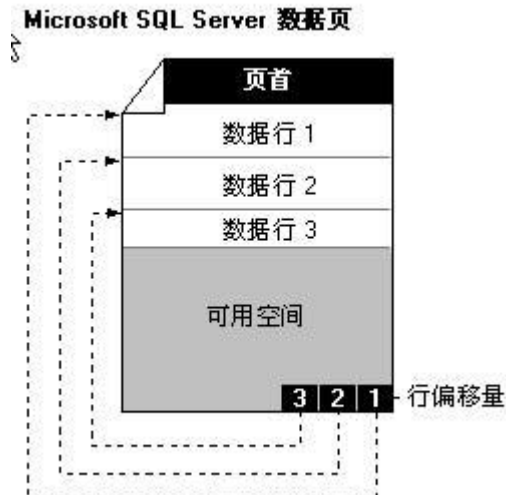 Microsoft SQL Server 数据页
页首
数据行 1
数据行 2
数据行 3
可用空间
3 2 1 行偏移量